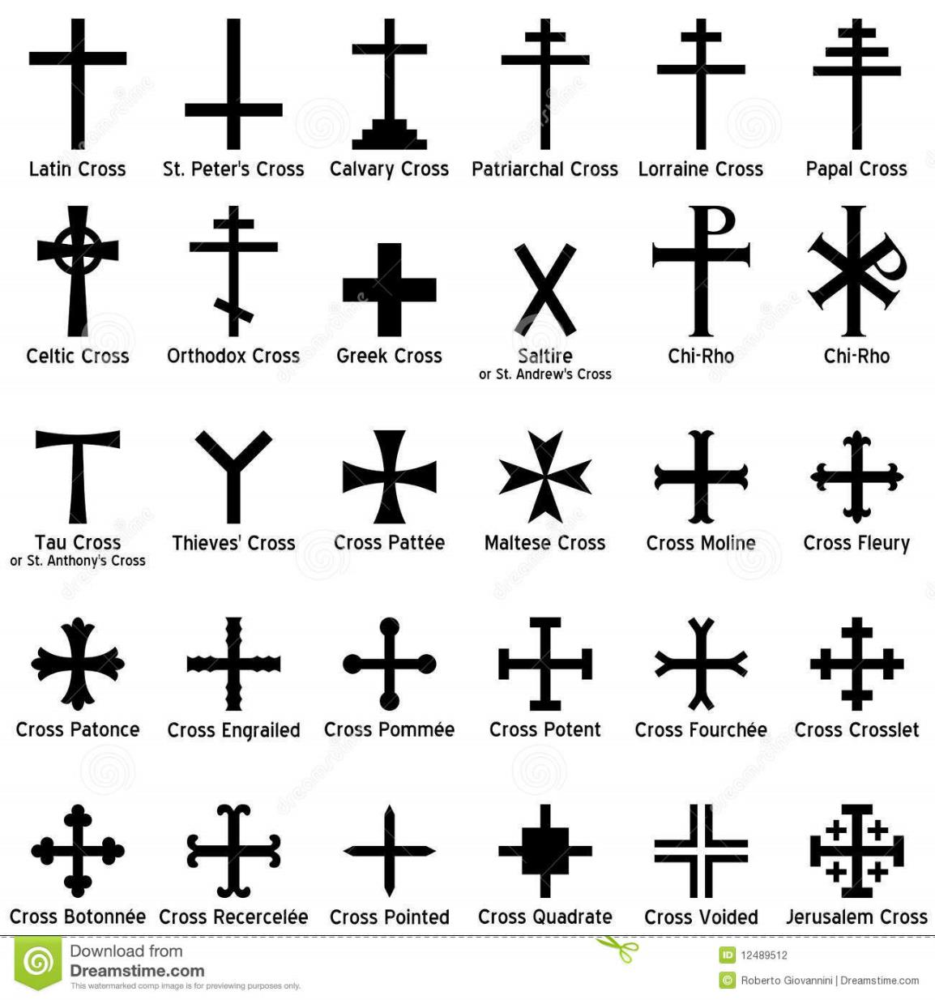 Latin Cross
St. Peter's Cross
Calvary Cross
Patriarchal Cross
Lorraine Cross
Papal Cross
Celtic Cross
Orthodox Cross
Greek Cross
Saltire
or St. Andrew's Cross
Chi-Rho
Chi-Rho
Tau Cross
or St. Anthony's Cross
Thieves' Cross
Cross Pattée
Maltese Cross
Cross Moline
Cross Fleury
Cross Patonce
Cross Engrailed
Cross Pommée
Cross Potent
Cross Fourchée
Cross Crosslet
Cross Botonnée
Cross Recercelée
Cross Pointed
Cross Quadrate
Cross Voided
Jerusalem Cross
Download from
Dreamstime.com
This watermarked comp image is for previewing purposes only.
ID 12489512
© Roberto Giovannini | Dreamstime.com